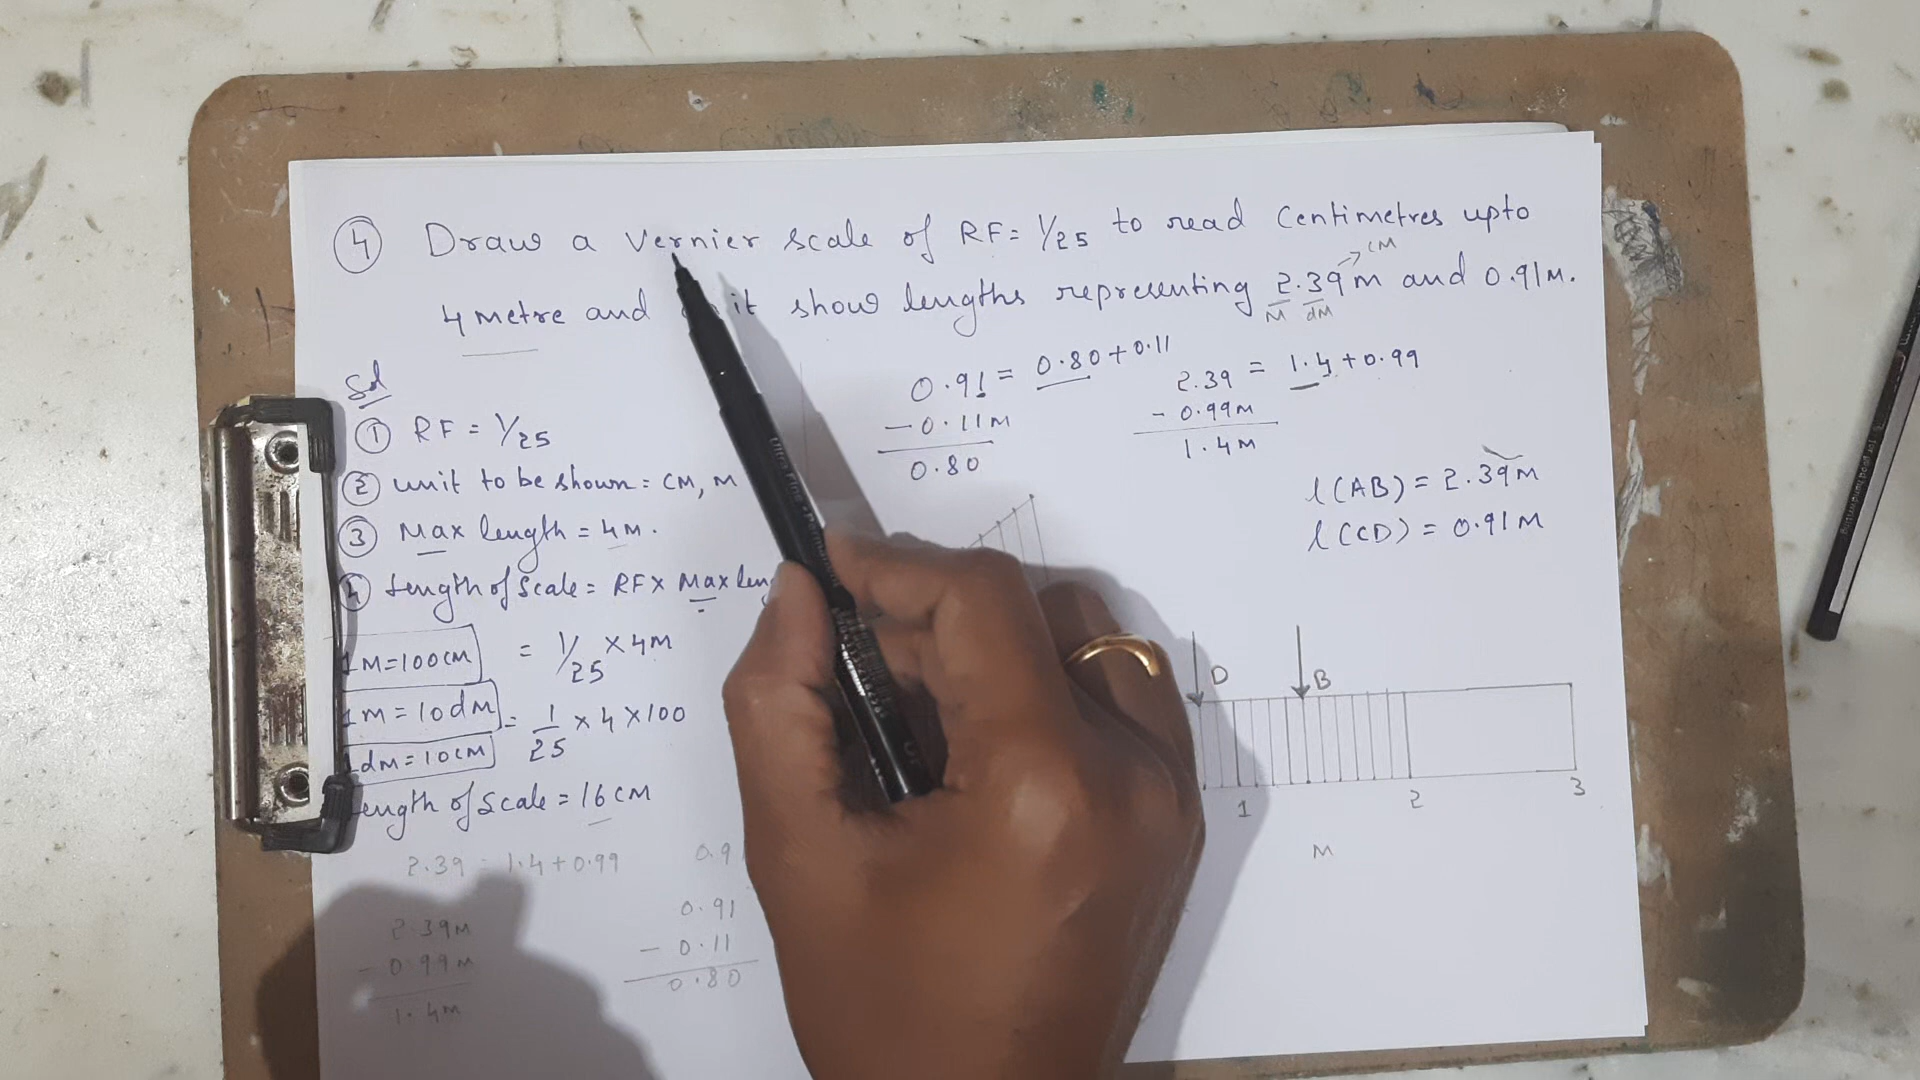 ④ Draw a Vernier scale of RF= 1/25 to read Centimetres upto
4 metre and it show lengths representing 2.39m and 0.91M.
CM
M dM
Sol
① RF = 1/25
② unit to be shown = CM, M
③ Max length = 4M.
④ Length of Scale = RF x Max
1M=100CM = 1/25 x 4M
1M=10dM = 1/25 x 4 x 100
1dM=10CM
Length of Scale = 16 CM
2.39 = 1.4 + 0.99
2.39M
- 0.99M
1.4M
0.91
- 0.11
0.80
0.91 = 0.80 + 0.11
- 0.11M
0.80
2.39 = 1.4 + 0.99
- 0.99M
1.4M
l(AB) = 2.39M
l(CD) = 0.91M
D B
1 2 3
M